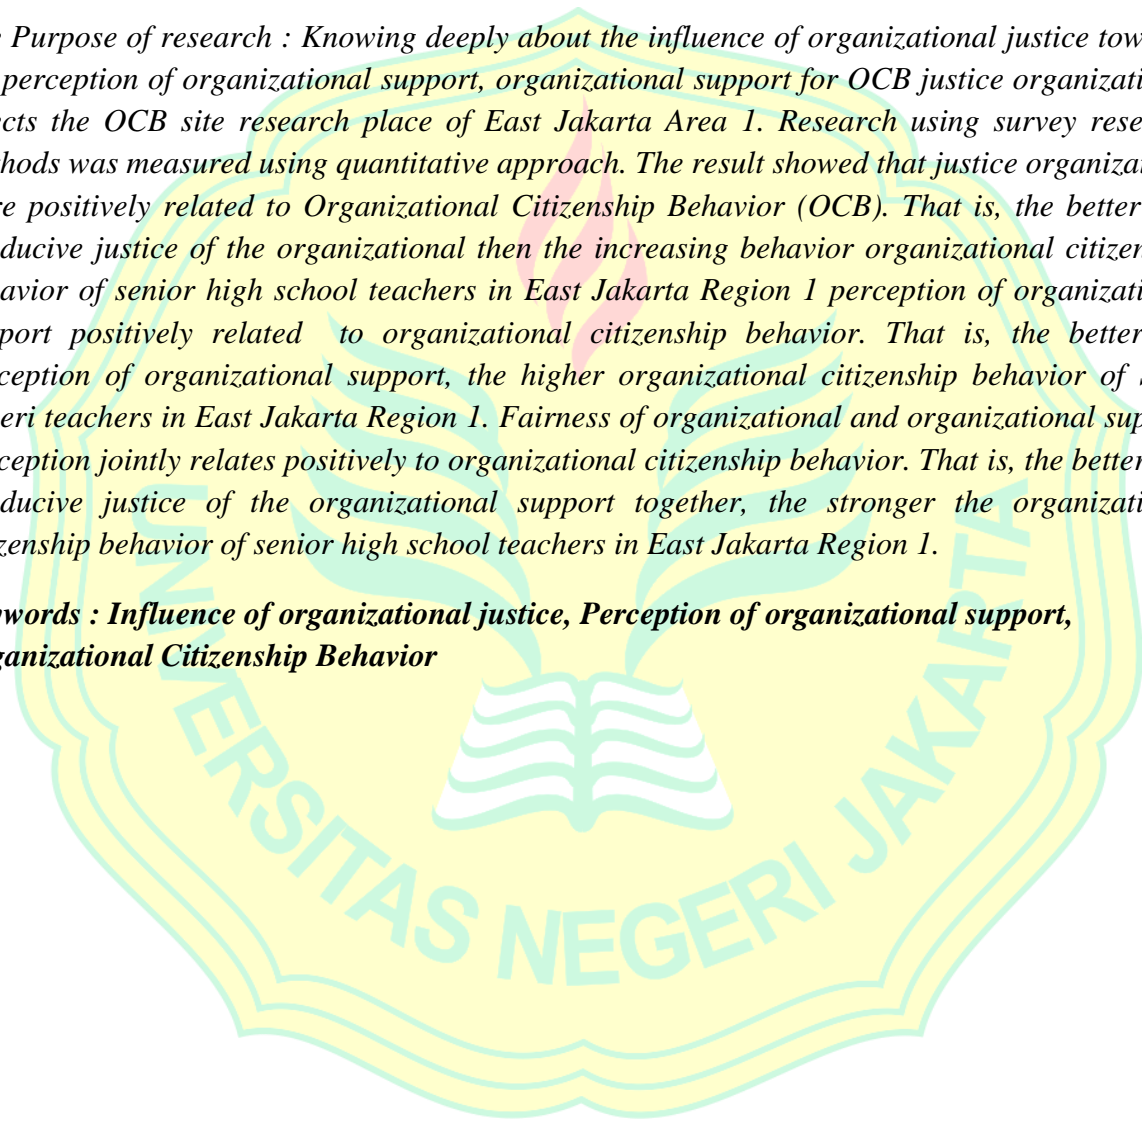 Purpose of research : Knowing deeply about the influence of organizational justice tow
perception of organizational support, organizational support for OCB justice organizati
ects the OCB site research place of East Jakarta Area 1. Research using survey rese
hods was measured using quantitative approach. The result showed that justice organizat
re positively related to Organizational Citizenship Behavior (OCB). That is, the better
ducive justice of the organizational then the increasing behavior organizational citizen
avior of senior high school teachers in East Jakarta Region 1 perception of organizati
port positively related to organizational citizenship behavior. That is, the better
ception of organizational support, the higher organizational citizenship behavior of
eri teachers in East Jakarta Region 1. Fairness of organizational and organizational sup
ception jointly relates positively to organizational citizenship behavior. That is, the better
ducive justice of the organizational support together, the stronger the organizati
zenship behavior of senior high school teachers in East Jakarta Region 1.
ywords : Influence of organizational justice, Perception of organizational support,
ganizational Citizenship Behavior
UNIVERSITAS NEGERI JAKARTA